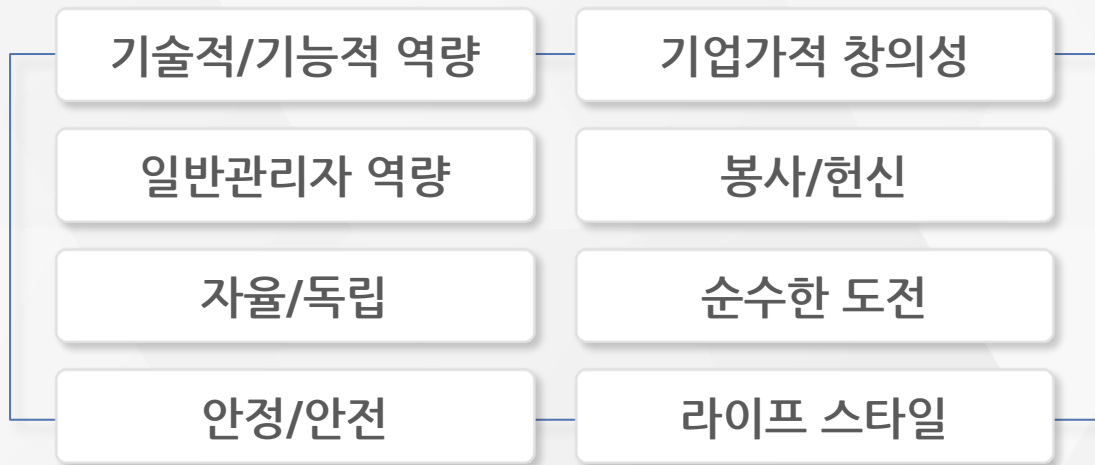 기술적/기능적 역량
기업가적 창의성
일반관리자 역량
봉사/헌신
자율/독립
순수한 도전
안정/안전
라이프 스타일